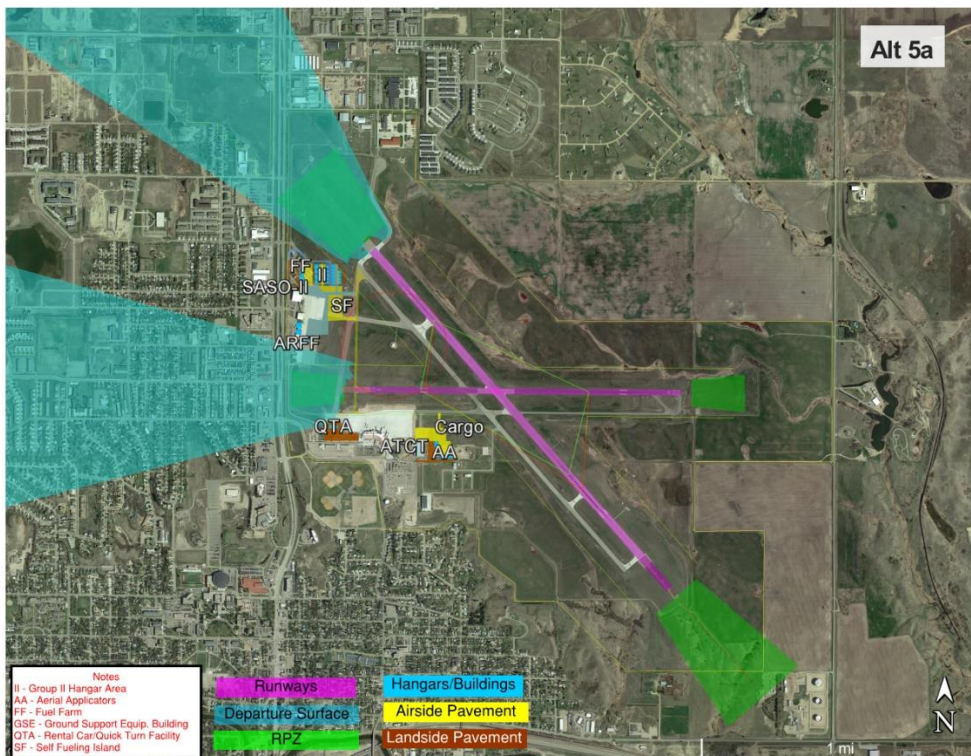 Alt 5a
FF
II
SASO II
SF
ARFF
QTA
Cargo
ATCT
AA
Notes
II - Group II Hangar Area
AA - Aerial Applicators
FF - Fuel Farm
GSE - Ground Support Equip. Building
QTA - Rental Car/Quick Turn Facility
SF - Self Fueling Island
Runways
Hangars/Buildings
Departure Surface
Airside Pavement
RPZ
Landside Pavement
1 mi
N